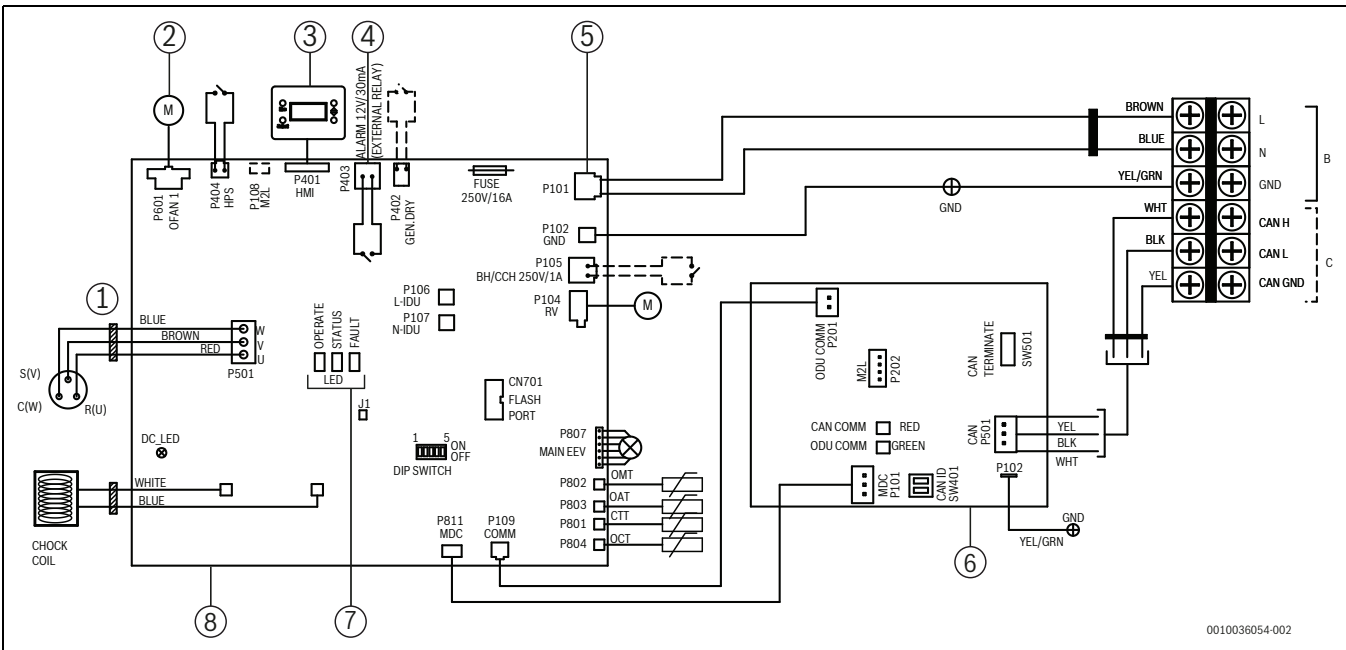 2
3
4
5
M
P601
OFAN 1
P404
HPS
P108
M2L
P401
HMI
P403
ALARM 12V/30mA
(EXTERNAL RELAY)
P402
GEN.DRY
FUSE
250V/16A
P101
P102
GND
P105
BH/CCH 250V/1A
P104
RV
M
BROWN
BLUE
YEL/GRN
GND
WHT
BLK
YEL
L
N
GND
CAN H
CAN L
CAN GND
B
C
1
BLUE
BROWN
RED
W
V
U
P501
S(V)
C(W)
R(U)
P106
L-IDU
P107
N-IDU
OPERATE
STATUS
FAULT
LED
J1
CN701
FLASH
PORT
DC_LED
1 5
ON
OFF
DIP SWITCH
WHITE
BLUE
CHOCK
COIL
P807
MAIN EEV
P802
OMT
P803
OAT
P801
CTT
P804
OCT
P811
MDC
P109
COMM
ODU COMM
P201
M2L
P202
CAN
TERMINATE
SW501
CAN COMM
RED
ODU COMM
GREEN
CAN
P501
YEL
BLK
WHT
MDC
P101
CAN ID
SW401
P102
GND
YEL/GRN
6
7
8
0010036054-002